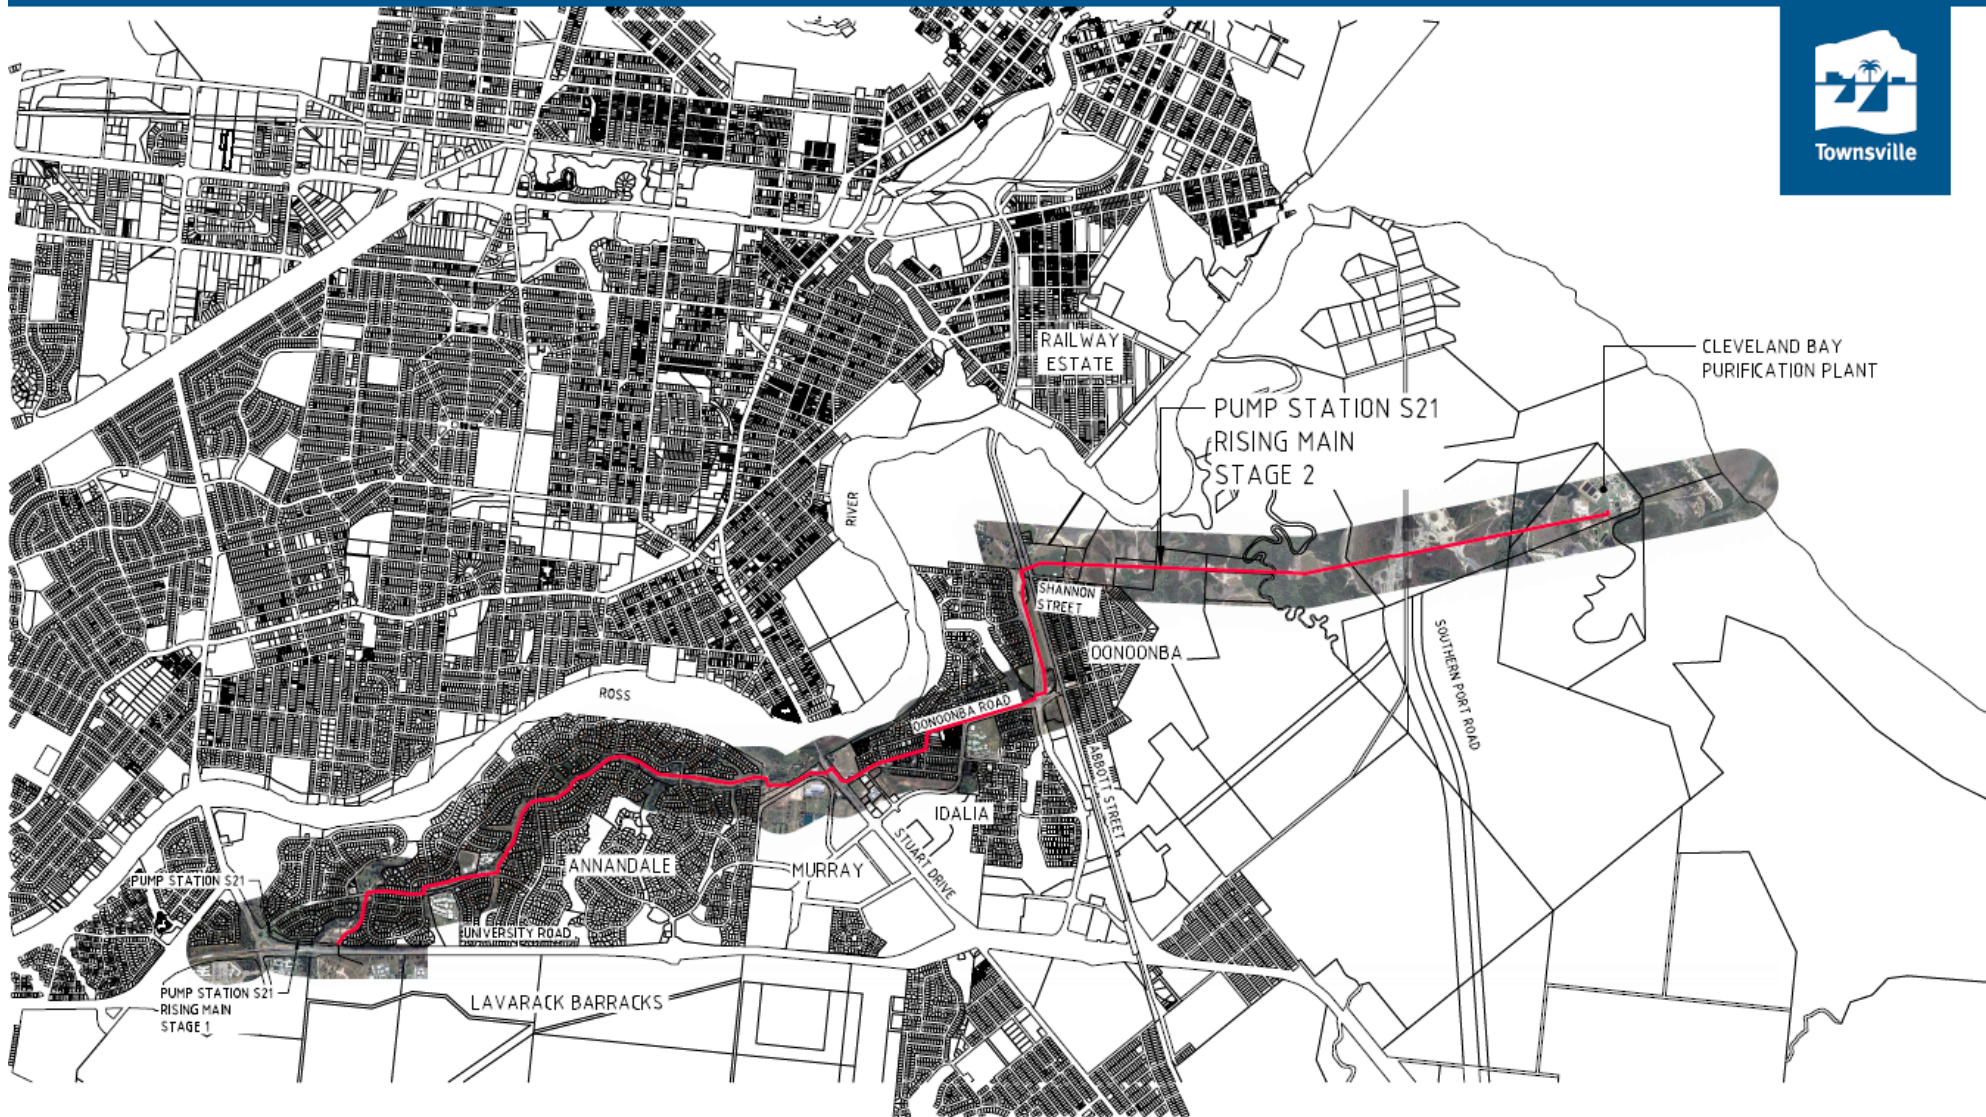 Townsville
RAILWAY
ESTATE
CLEVELAND BAY
PURIFICATION PLANT
PUMP STATION S21
RISING MAIN
STAGE 2
RIVER
SHANNON
STREET
OONOONBA
SOUTHERN PORT ROAD
ROSS
OONOONBA ROAD
ABBOTT STREET
IDALIA
STUART DRIVE
ANNANDALE
MURRAY
PUMP STATION S21
UNIVERSITY ROAD
PUMP STATION S21
RISING MAIN
STAGE 1
LAVARACK BARRACKS